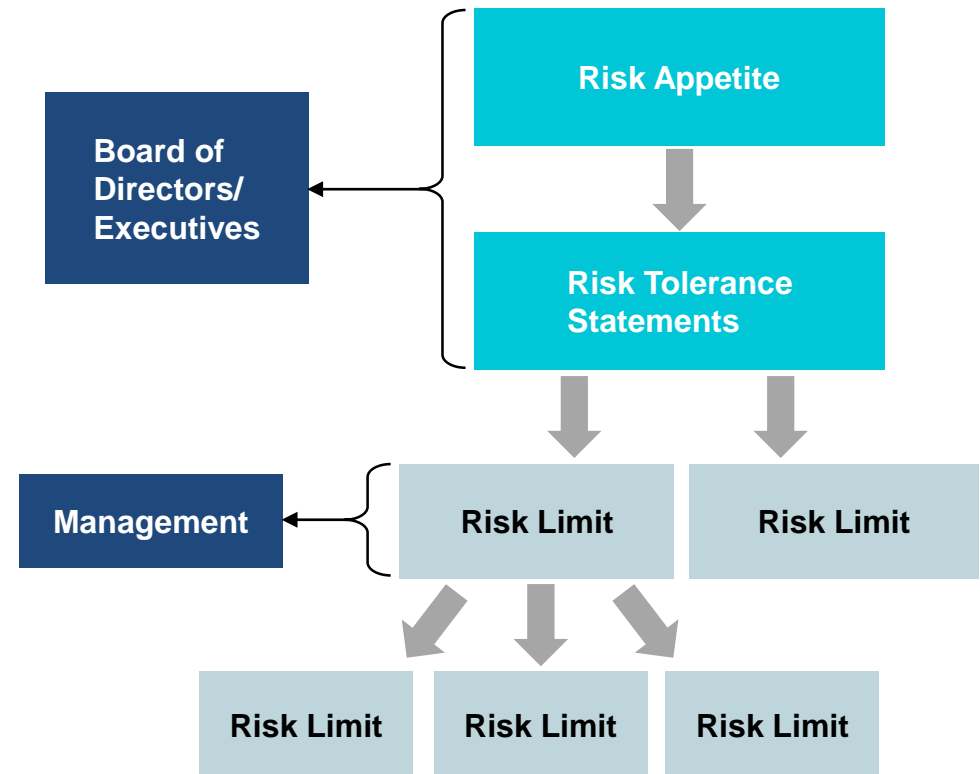 Risk Appetite
Board of
Directors/
Executives
Risk Tolerance
Statements
Management
Risk Limit
Risk Limit
Risk Limit
Risk Limit
Risk Limit